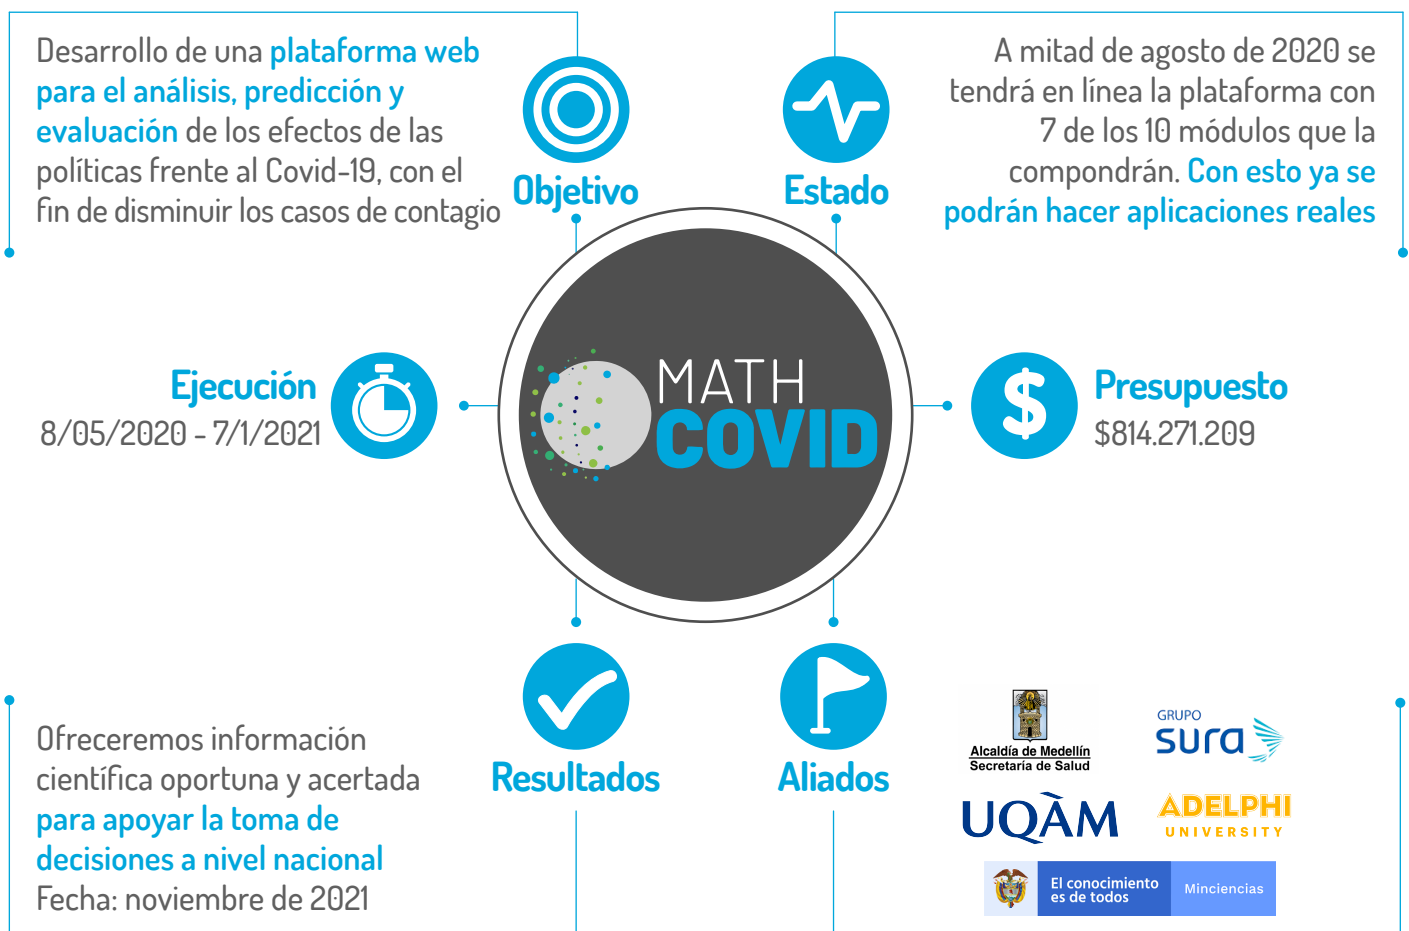 Desarrollo de una plataforma web
para el análisis, predicción y
evaluación de los efectos de las
políticas frente al Covid-19, con el
fin de disminuir los casos de contagio
Objetivo
Estado
A mitad de agosto de 2020 se
tendrá en línea la plataforma con
7 de los 10 módulos que la
compondrán. Con esto ya se
podrán hacer aplicaciones reales
Ejecución
8/05/2020 - 7/1/2021
MATH
COVID
Presupuesto
$814.271.209
Ofreceremos información
científica oportuna y acertada
para apoyar la toma de
decisiones a nivel nacional
Fecha: noviembre de 2021
Resultados
Aliados
Alcaldía de Medellín
Secretaría de Salud
GRUPO
sura
UQÀM
ADELPHI
UNIVERSITY
El conocimiento
es de todos
Minciencias